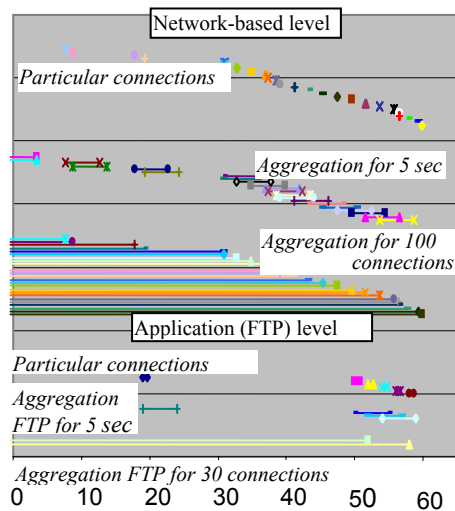 Network-based level
Particular connections
Aggregation for 5 sec
Aggregation for 100
connections
Application (FTP) level
Particular connections
Aggregation
FTP for 5 sec
Aggregation FTP for 30 connections
0 10 20 30 40 50 60